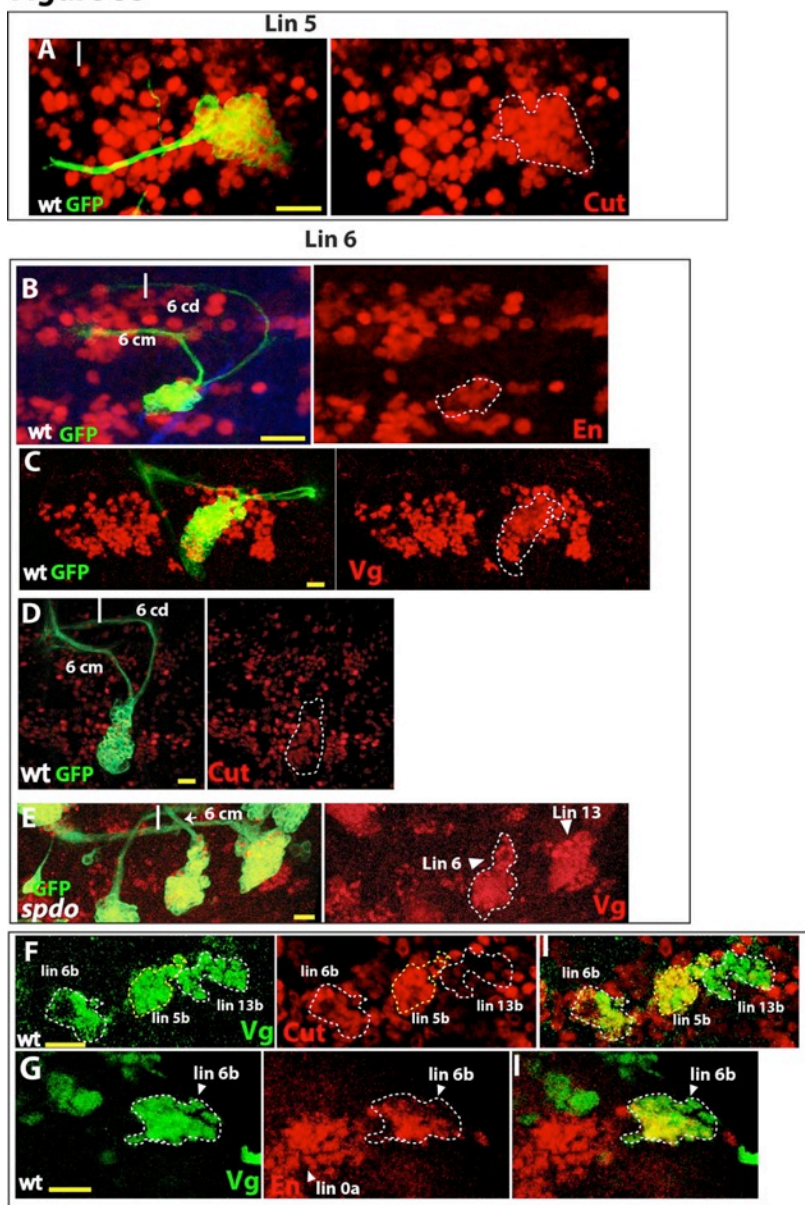 Lin 5
A
wt GFP
Cut
Lin 6
B
6 cd
6 cm
wt GFP
En
C
wt GFP
Vg
D
6 cd
6 cm
wt GFP
Cut
E
6 cm
GFP
spdo
Lin 13
Lin 6
Vg
F
lin 6b
lin 5b
lin 13b
wt
Vg
lin 6b
lin 5b
lin 13b
Cut
lin 6b
lin 5b
lin 13b
G
lin 6b
wt
Vg
lin 6b
lin 0a
En
lin 6b